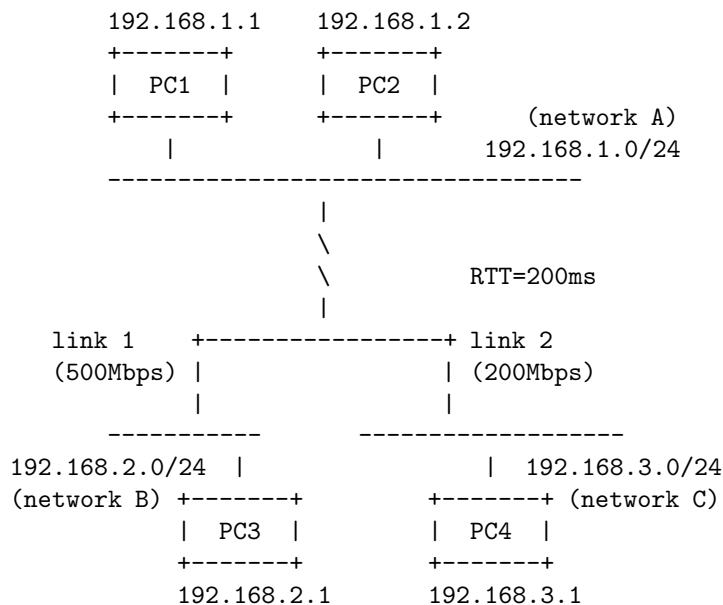 192.168.1.1    192.168.1.2
+-------+      +-------+
|  PC1  |      |  PC2  |
+-------+      +-------+      (network A)
|              |       192.168.1.0/24
----------------------------------
|
\
\          RTT=200ms
|
link 1    +-----------------+ link 2
(500Mbps) |                 | (200Mbps)
|                 |
-----------       -------------------
192.168.2.0/24  |                 |  192.168.3.0/24
(network B) +-------+         +-------+ (network C)
|  PC3  |         |  PC4  |
+-------+         +-------+
192.168.2.1       192.168.3.1